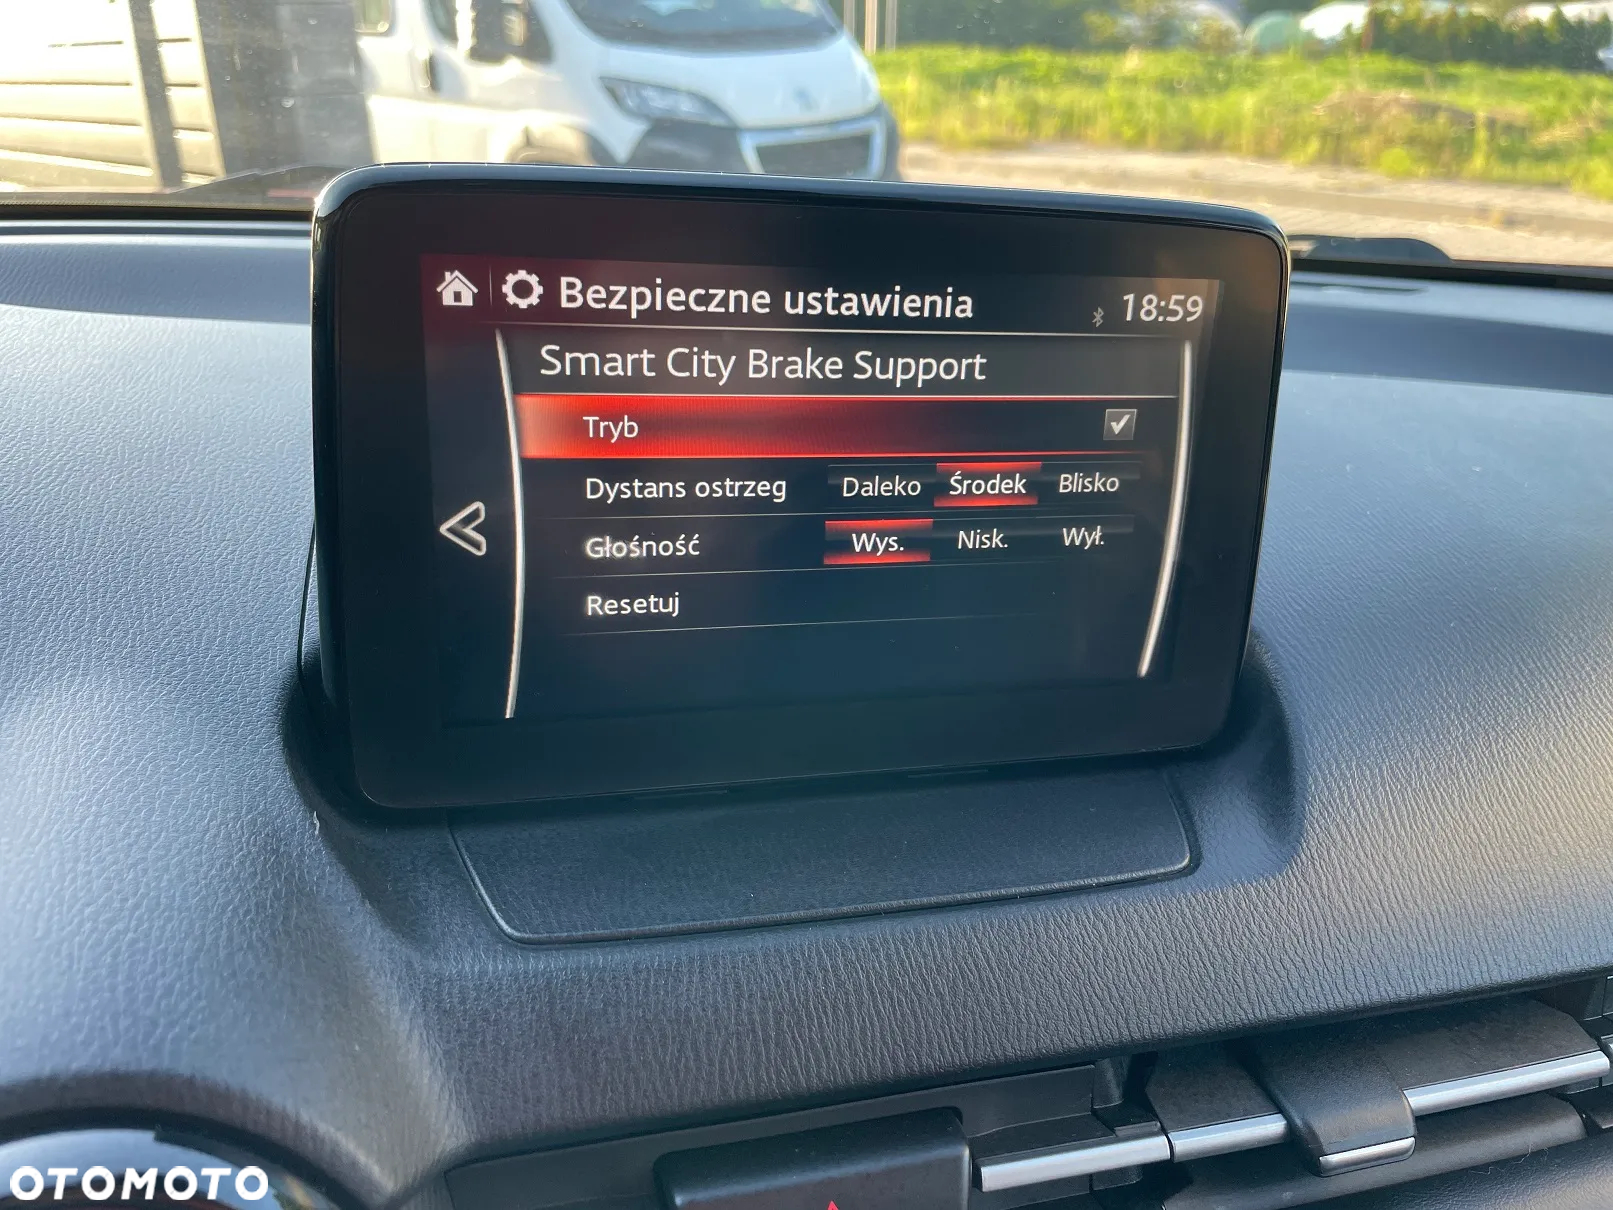 Bezpieczne ustawienia 18:59
Smart City Brake Support
Tryb
Dystans ostrzeg Daleko Środek Blisko
Głośność Wys. Nisk. Wył.
Resetuj
OTOMOTO